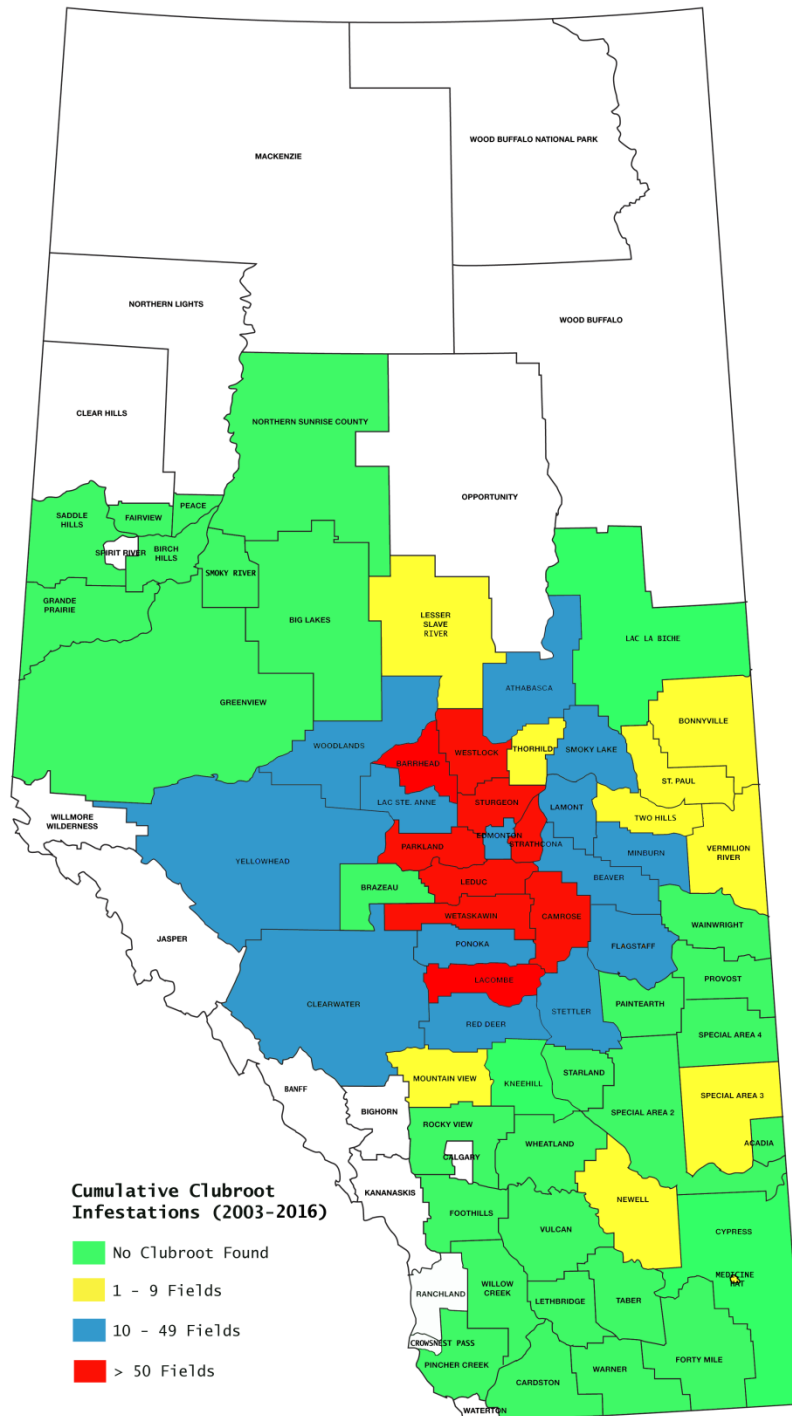 WOOD BUFFALO NATIONAL PARK
MACKENZIE
NORTHERN LIGHTS
WOOD BUFFALO
CLEAR HILLS
NORTHERN SUNRISE COUNTY
OPPORTUNITY
SADDLE
HILLS
PEACE
FAIRVIEW
SPIRIT RIVER
BIRCH
HILLS
SMOKY RIVER
GRANDE
PRAIRIE
BIG LAKES
LESSER
SLAVE
RIVER
LAC LA BICHE
GREENVIEW
ATHABASCA
BONNYVILLE
WOODLANDS
BARRHEAD
WESTLOCK
THORHILD
SMOKY LAKE
ST. PAUL
LAC STE. ANNE
STURGEON
LAMONT
WILLMORE
WILDERNESS
TWO HILLS
EDMONTON
STRATHCONA
PARKLAND
VERMILION
RIVER
YELLOWHEAD
MINBURN
BEAVER
BRAZEAU
LEDUC
WETASKAWIN
CAMROSE
WAINWRIGHT
JASPER
PONOKA
FLAGSTAFF
LACOMBE
PROVOST
CLEARWATER
PAINTEARTH
STETTLER
RED DEER
SPECIAL AREA 4
MOUNTAIN VIEW
STARLAND
KNEEHILL
BANFF
BIGHORN
SPECIAL AREA 3
SPECIAL AREA 2
ROCKY VIEW
WHEATLAND
ACADIA
CALGARY
KANANASKIS
NEWELL
FOOTHILLS
VULCAN
CYPRESS
MEDICINE
HAT
RANCHLAND
WILLOW
CREEK
LETHBRIDGE
TABER
CROWSNEST PASS
PINCHER CREEK
CARDSTON
WARNER
FORTY MILE
WATERTON
Cumulative Clubroot
Infestations (2003-2016)
No Clubroot Found
1 - 9 Fields
10 - 49 Fields
> 50 Fields